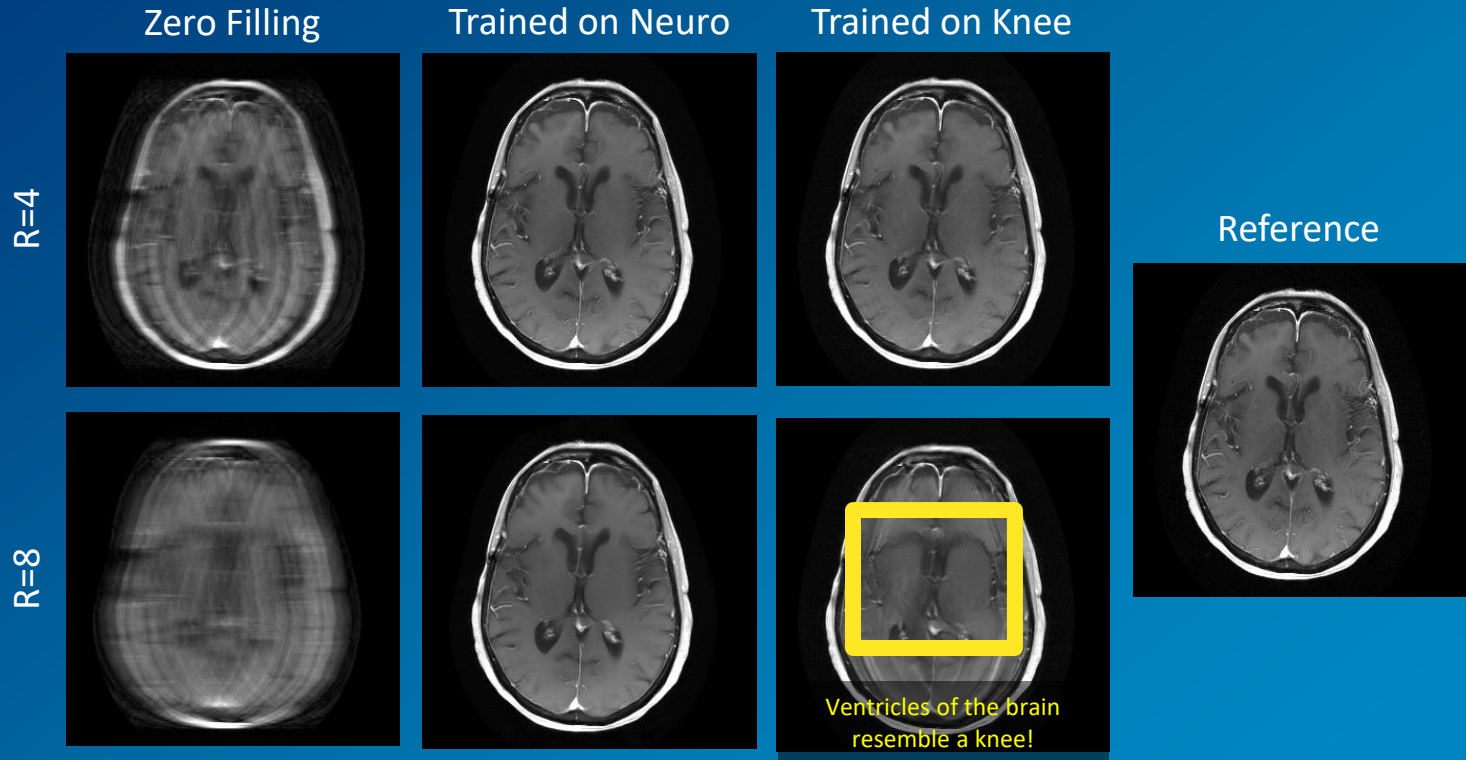 Zero Filling
Trained on Neuro
Trained on Knee
R=4
Reference
R=8
Ventricles of the brain
resemble a knee!